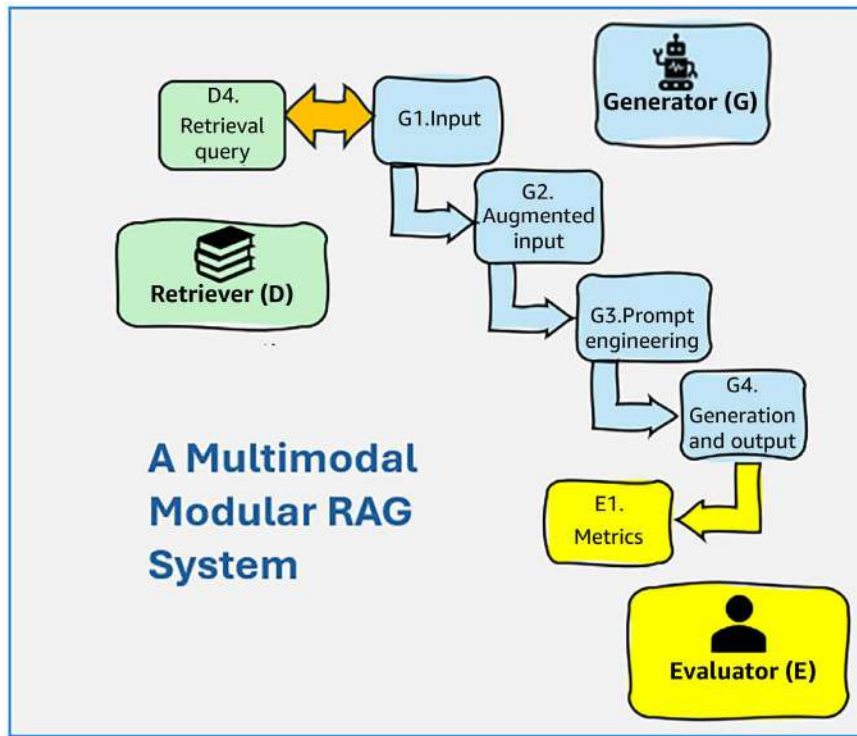 D4.
Retrieval
query
G1.Input
Generator (G)
G2.
Augmented
input
Retriever (D)
G3.Prompt
engineering
G4.
Generation
and output
A Multimodal
Modular RAG
System
E1.
Metrics
Evaluator (E)